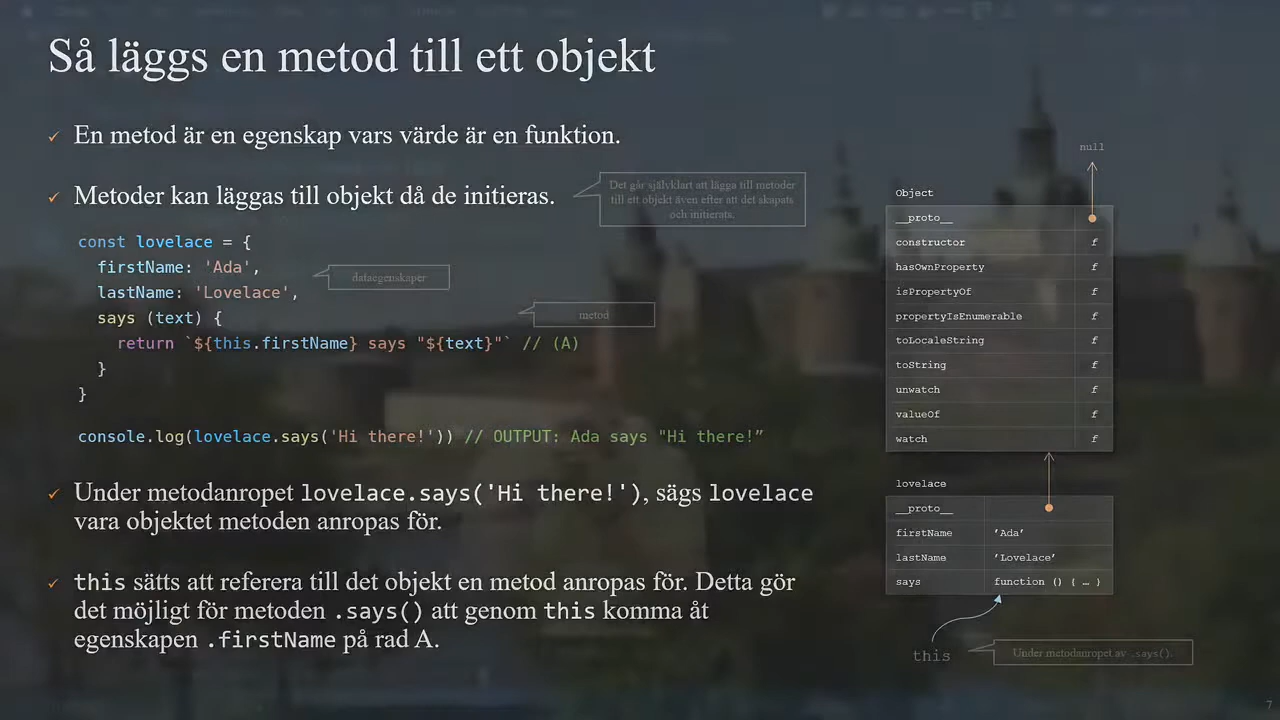 Så läggs en metod till ett objekt
En metod är en egenskap vars värde är en funktion.
Metoder kan läggas till objekt då de initieras.
Det går självklart att lägga till metoder
till ett objekt även efter att det skapats
och initierats.
const lovelace = {
firstName: 'Ada',
lastName: 'Lovelace',
says (text) {
return `${this.firstName} says "${text}"` // (A)
}
}
dataegenskaper
metod
console.log(lovelace.says('Hi there!')) // OUTPUT: Ada says "Hi there!”
Under metodanropet lovelace.says('Hi there!'), sägs lovelace
vara objektet metoden anropas för.
this sätts att referera till det objekt en metod anropas för. Detta gör
det möjligt för metoden .says() att genom this komma åt
egenskapen .firstName på rad A.
null
Object
__proto__
constructor f
hasOwnProperty f
isPropertyOf f
propertyIsEnumerable f
toLocaleString f
toString f
unwatch f
valueOf f
watch f
lovelace
__proto__
firstName ’Ada’
lastName ’Lovelace’
says function () { … }
this
Under metodanropet av .says().
7